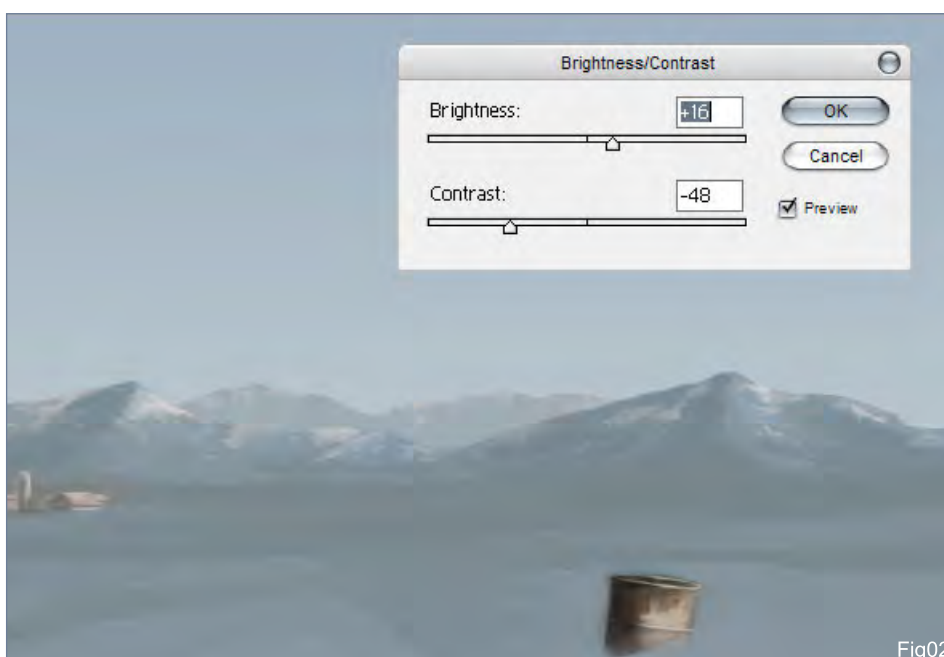 Brightness/Contrast
Brightness:
+16
OK
Cancel
Contrast:
-48
Preview
Fig02